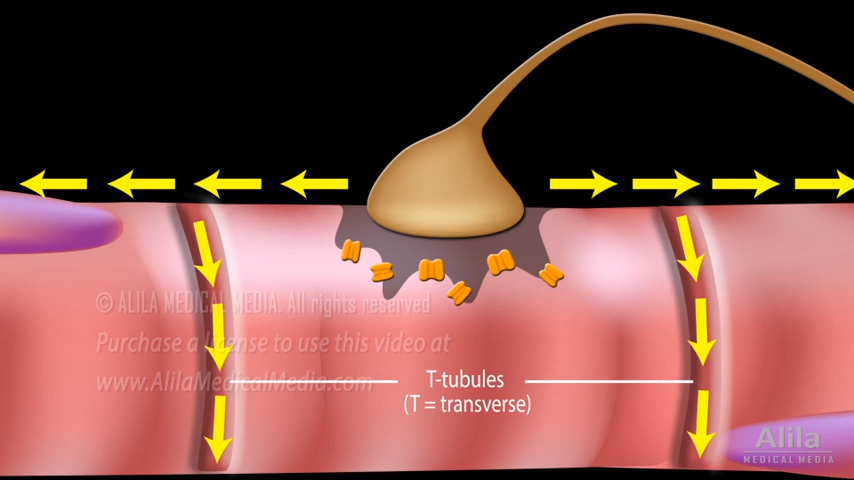 © ALILA MEDICAL MEDIA. All rights reserved
Purchase a license to use this video at
www.AlilaMedicalMedia.com
T-tubules
(T = transverse)
Alila
MEDICAL MEDIA